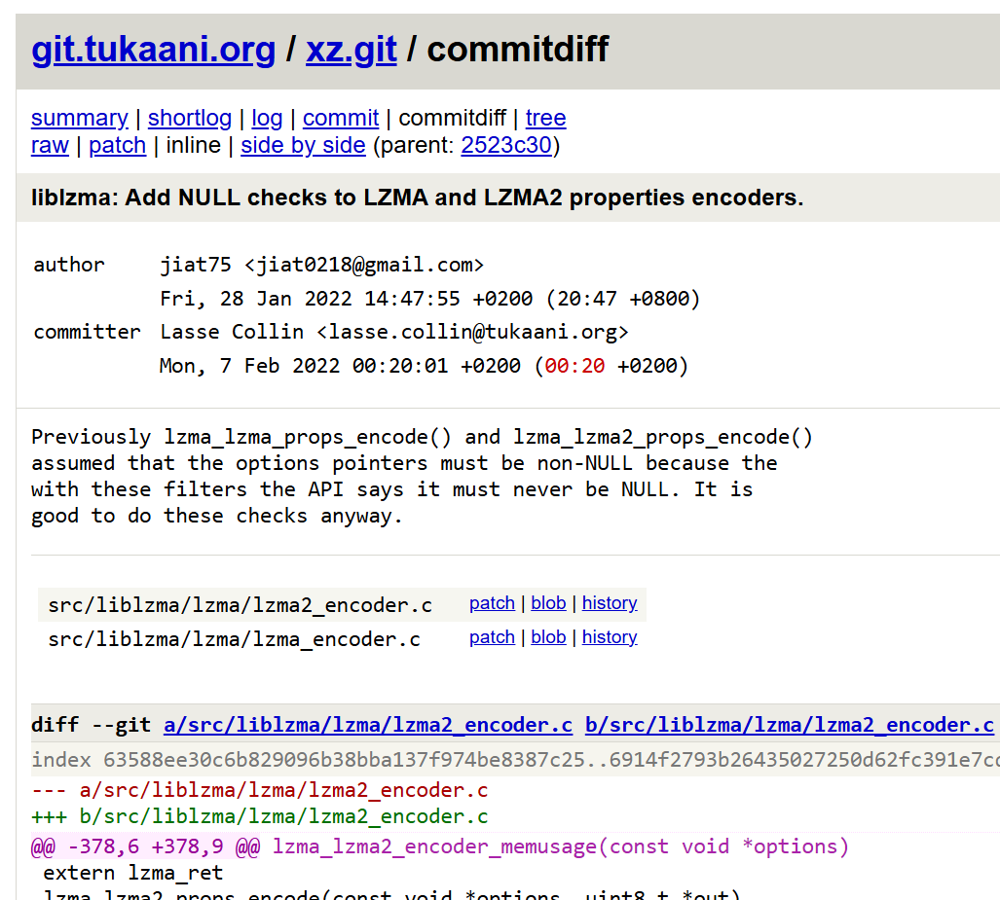 git.tukaani.org / xz.git / commitdiff
summary | shortlog | log | commit | commitdiff | tree
raw | patch | inline | side by side (parent: 2523c30)
liblzma: Add NULL checks to LZMA and LZMA2 properties encoders.
author jiat75 <jiat0218@gmail.com>
Fri, 28 Jan 2022 14:47:55 +0200 (20:47 +0800)
committer Lasse Collin <lasse.collin@tukaani.org>
Mon, 7 Feb 2022 00:20:01 +0200 (00:20 +0200)
Previously lzma_lzma_props_encode() and lzma_lzma2_props_encode()
assumed that the options pointers must be non-NULL because the
with these filters the API says it must never be NULL. It is
good to do these checks anyway.
src/liblzma/lzma/lzma2_encoder.c patch | blob | history
src/liblzma/lzma/lzma_encoder.c patch | blob | history
diff --git a/src/liblzma/lzma/lzma2_encoder.c b/src/liblzma/lzma/lzma2_encoder.c
index 63588ee30c6b829096b38bba137f974be8387c25..6914f2793b26435027250d62fc391e7c
--- a/src/liblzma/lzma/lzma2_encoder.c
+++ b/src/liblzma/lzma/lzma2_encoder.c
@@ -378,6 +378,9 @@ lzma_lzma2_encoder_memusage(const void *options)
extern lzma_ret
lzma_lzma2_props_encode(const void *options, uint8_t *out)